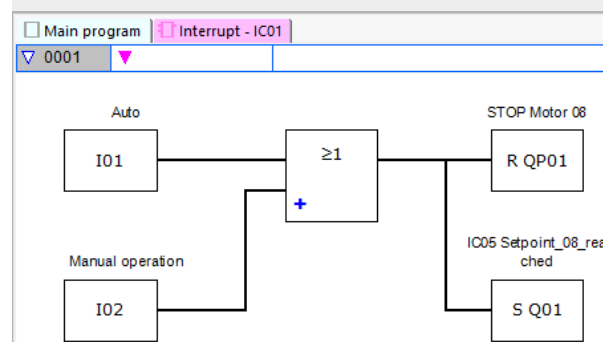 Main program
Interrupt - IC01
0001
Auto
STOP Motor 08
I01
≥1
R QP01
+
IC05 Setpoint_08_rea
ched
Manual operation
I02
S Q01